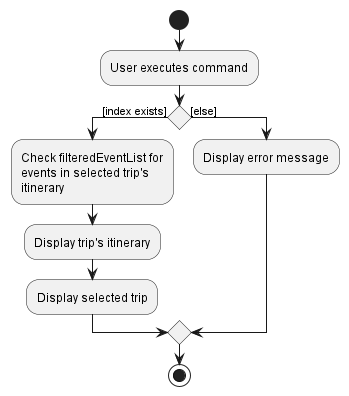 User executes command
[index exists]
[else]
Check filteredEventList for
events in selected trip's
itinerary
Display error message
Display trip's itinerary
Display selected trip